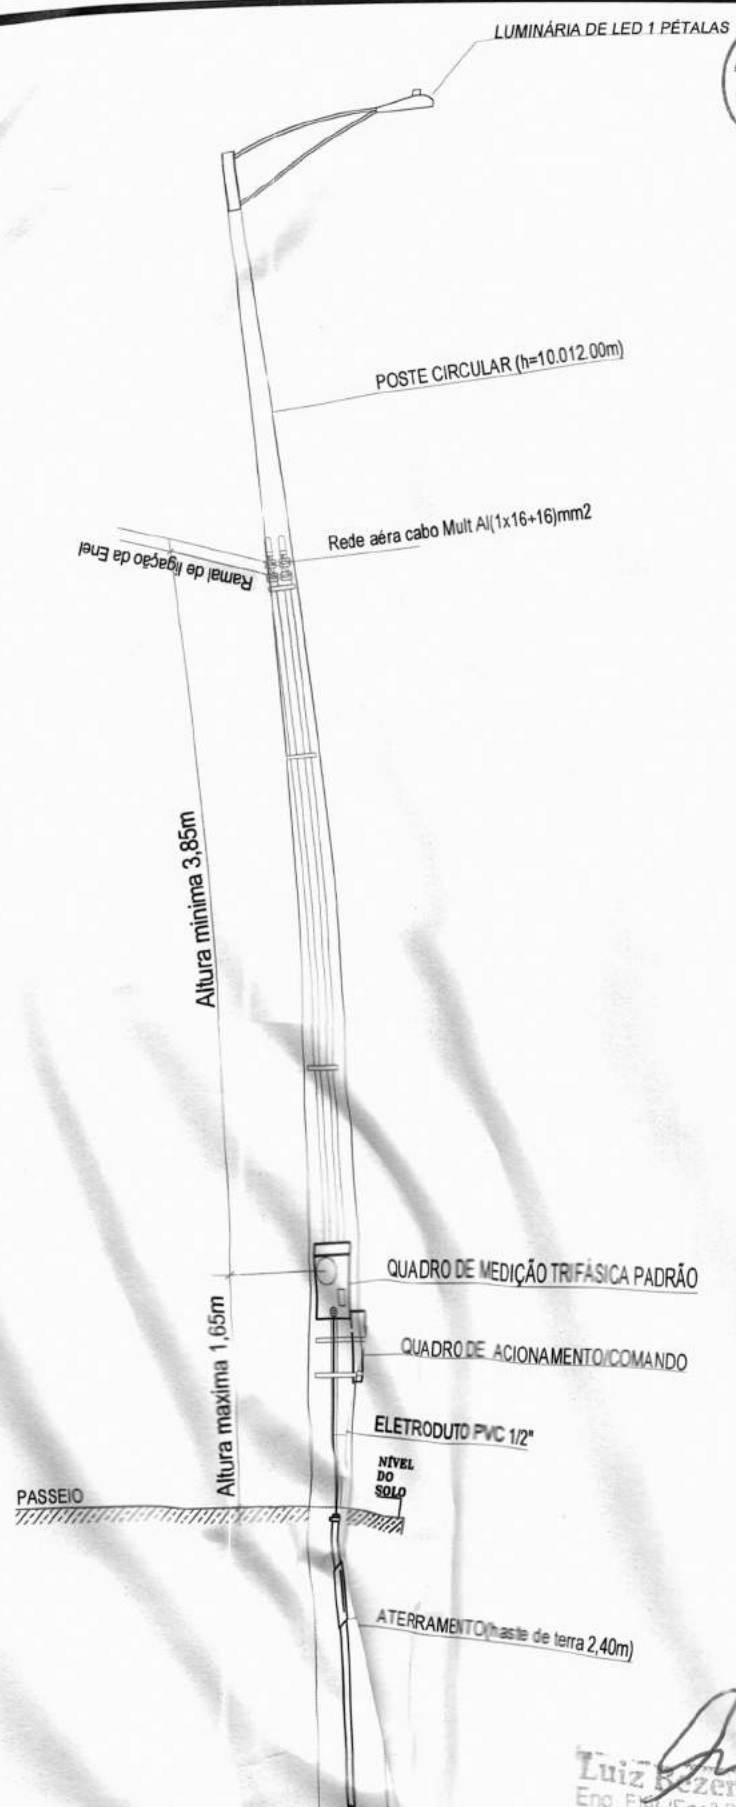 LUMINÁRIA DE LED 1 PÉTALAS
POSTE CIRCULAR (h=10.012.00m)
Rede aéra cabo Mult Al(1x16+16)mm2
Ramal de ligação da Enel
Altura minima 3,85m
QUADRO DE MEDIÇÃO TRIFÁSICA PADRÃO
QUADRO DE ACIONAMENTO/COMANDO
Altura maxima 1,65m
ELETRODUTO PVC 1/2"
NÍVEL
DO
SOLO
PASSEIO
ATERRAMENTO(haste de terra 2,40m)
Luiz